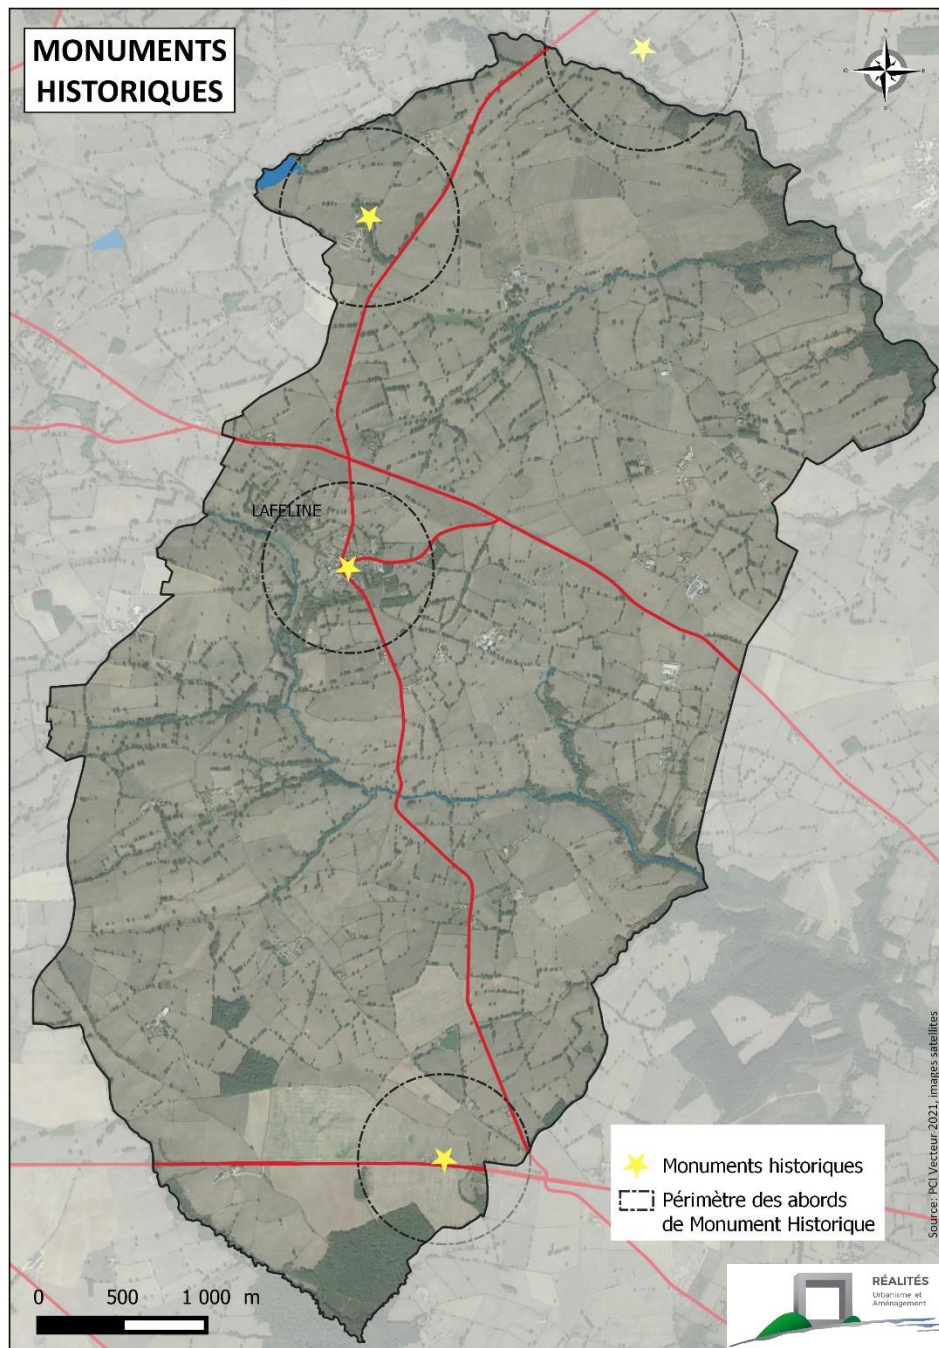 MONUMENTS
HISTORIQUES
N
O
E
S
LAFELINE
Monuments historiques
Périmètre des abords
de Monument Historique
Source: PCI Vecteur 2021, images satellites
0 500 1 000 m
RÉALITÉS
Urbanisme et
Aménagement